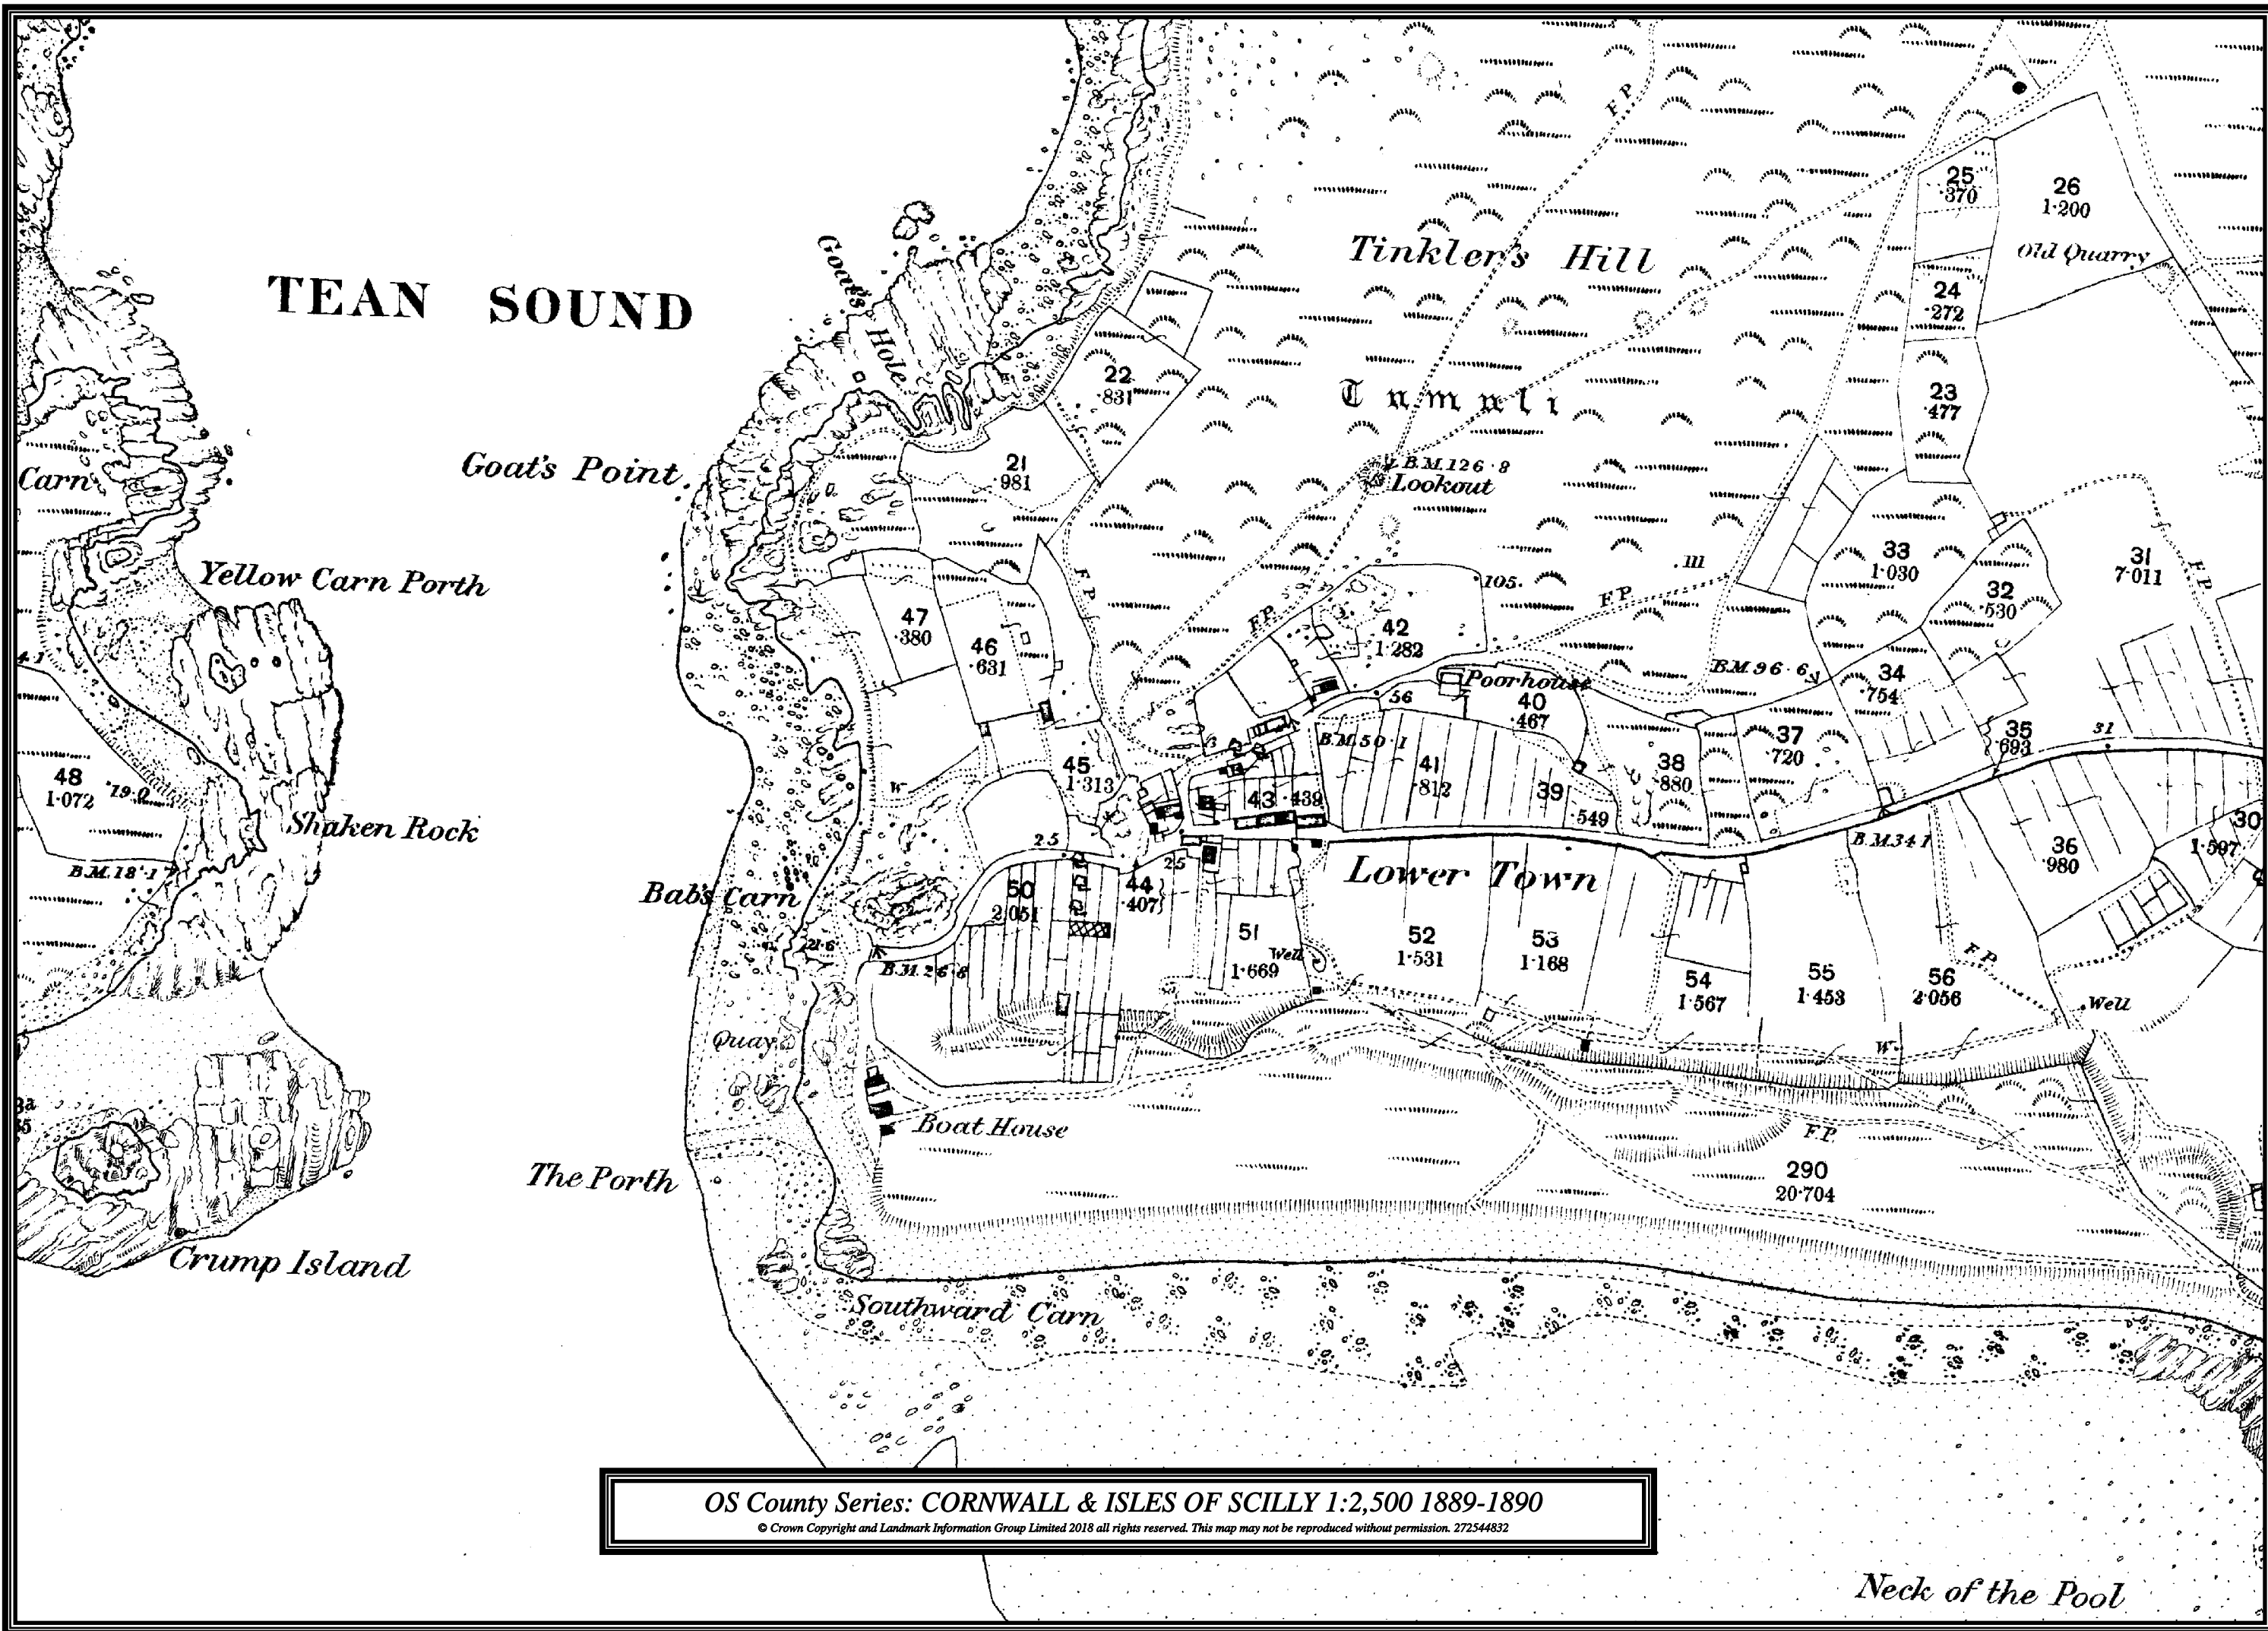 F.P.
25
·370
26
1·200
Old Quarry
Tinkler's Hill
TEAN SOUND
Goat's Hole
24
·272
22
·831
23
·477
Tumuli
Goat's Point
21
·981
B.M.126·8
Lookout
Carn
Yellow Carn Porth
F.P.
.111
105.
F.P.
F.P.
33
1·030
32
·530
31
7·011
F.P.
47
·380
46
·631
42
1·282
B.M.96·6
34
·754
Poorhouse
56
40
·467
B.M.50·1
37
·720
35
·693
31
38
·880
45
1·313
41
·812
39
·549
43 ·439
W
48
1·072
19·0
Shaken Rock
B.M.18·1
25
25
B.M.34·1
36
·980
30
1·597
Lower Town
Bab's Carn
50
2·051
44
·407
21·6
B.M.26·8
51
1·669
Well
52
1·531
53
1·168
54
1·567
55
1·453
56
2·056
F.P.
Well
W
Quay
Boat House
The Porth
F.P.
290
20·704
Crump Island
Southward Carn
OS County Series: CORNWALL & ISLES OF SCILLY 1:2,500 1889-1890
© Crown Copyright and Landmark Information Group Limited 2018 all rights reserved. This map may not be reproduced without permission. 272544832
Neck of the Pool